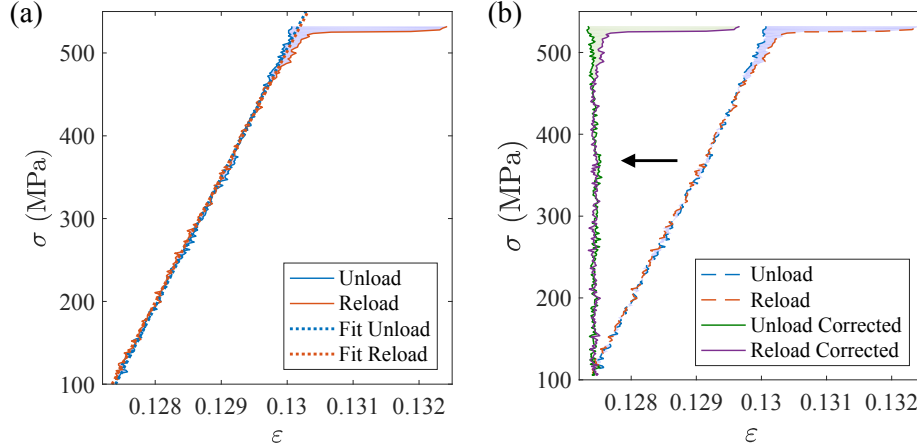 (a)
σ (MPa)
500
400
300
200
100
0.128
0.129
0.13
0.131
0.132
ε
Unload
Reload
Fit Unload
Fit Reload
(b)
σ (MPa)
500
400
300
200
100
0.128
0.129
0.13
0.131
0.132
ε
Unload
Reload
Unload Corrected
Reload Corrected